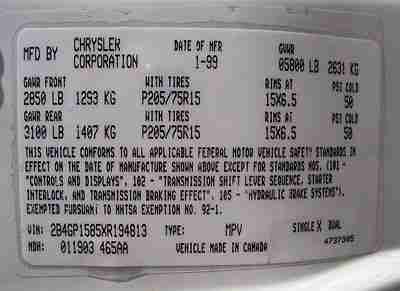 MFD BY CHRYSLER CORPORATION DATE OF MFR 1-99 GVWR 05800 LB 2631 KG
GAWR FRONT WITH TIRES RIMS AT PSI COLD
2850 LB 1293 KG P205/75R15 15X6.5 50
GAWR REAR WITH TIRES RIMS AT PSI COLD
3100 LB 1407 KG P205/75R15 15X6.5 50
THIS VEHICLE CONFORMS TO ALL APPLICABLE FEDERAL MOTOR VEHICLE SAFETY STANDARDS IN
EFFECT ON THE DATE OF MANUFACTURE SHOWN ABOVE EXCEPT FOR STANDARDS NOS. (101 -
"CONTROLS AND DISPLAYS", 102 - "TRANSMISSION SHIFT LEVER SEQUENCE, STARTER
INTERLOCK, AND TRANSMISSION BRAKING EFFECT", 105 - "HYDRAULIC BRAKE SYSTEMS").
EXEMPTED PURSUANT TO NHTSA EXEMPTION NO. 92-1.
VIN: 2B4GP1585XR194813 TYPE: MPV SINGLE X DUAL
MDH: 011903 465AA VEHICLE MADE IN CANADA 4737305